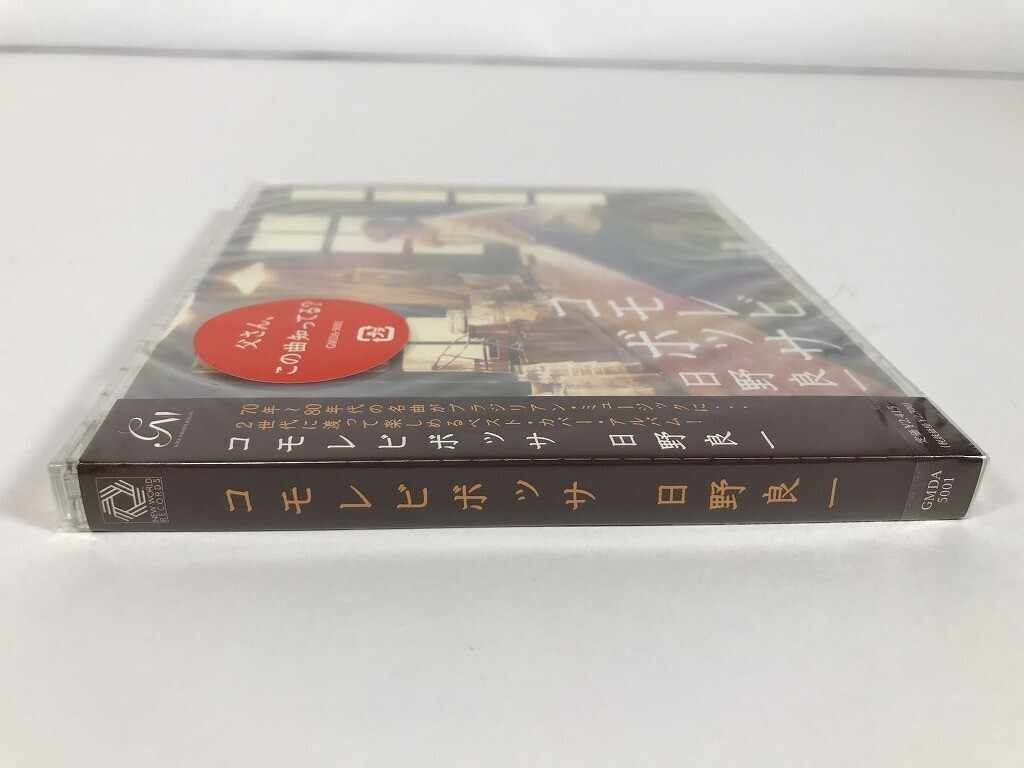 コモレビ
ボッサ
日野良一
父さん、
この曲知ってる?
GMDA-5001
70年～80年代の名曲がブラジリアン・ミュージックに・・・
2世代に渡って楽しめるベスト・カバー・アルバム!
コモレビボッサ 日野良一
NEW WORLD
RECORDS
コモレビボッサ 日野良一
GMDA
5001